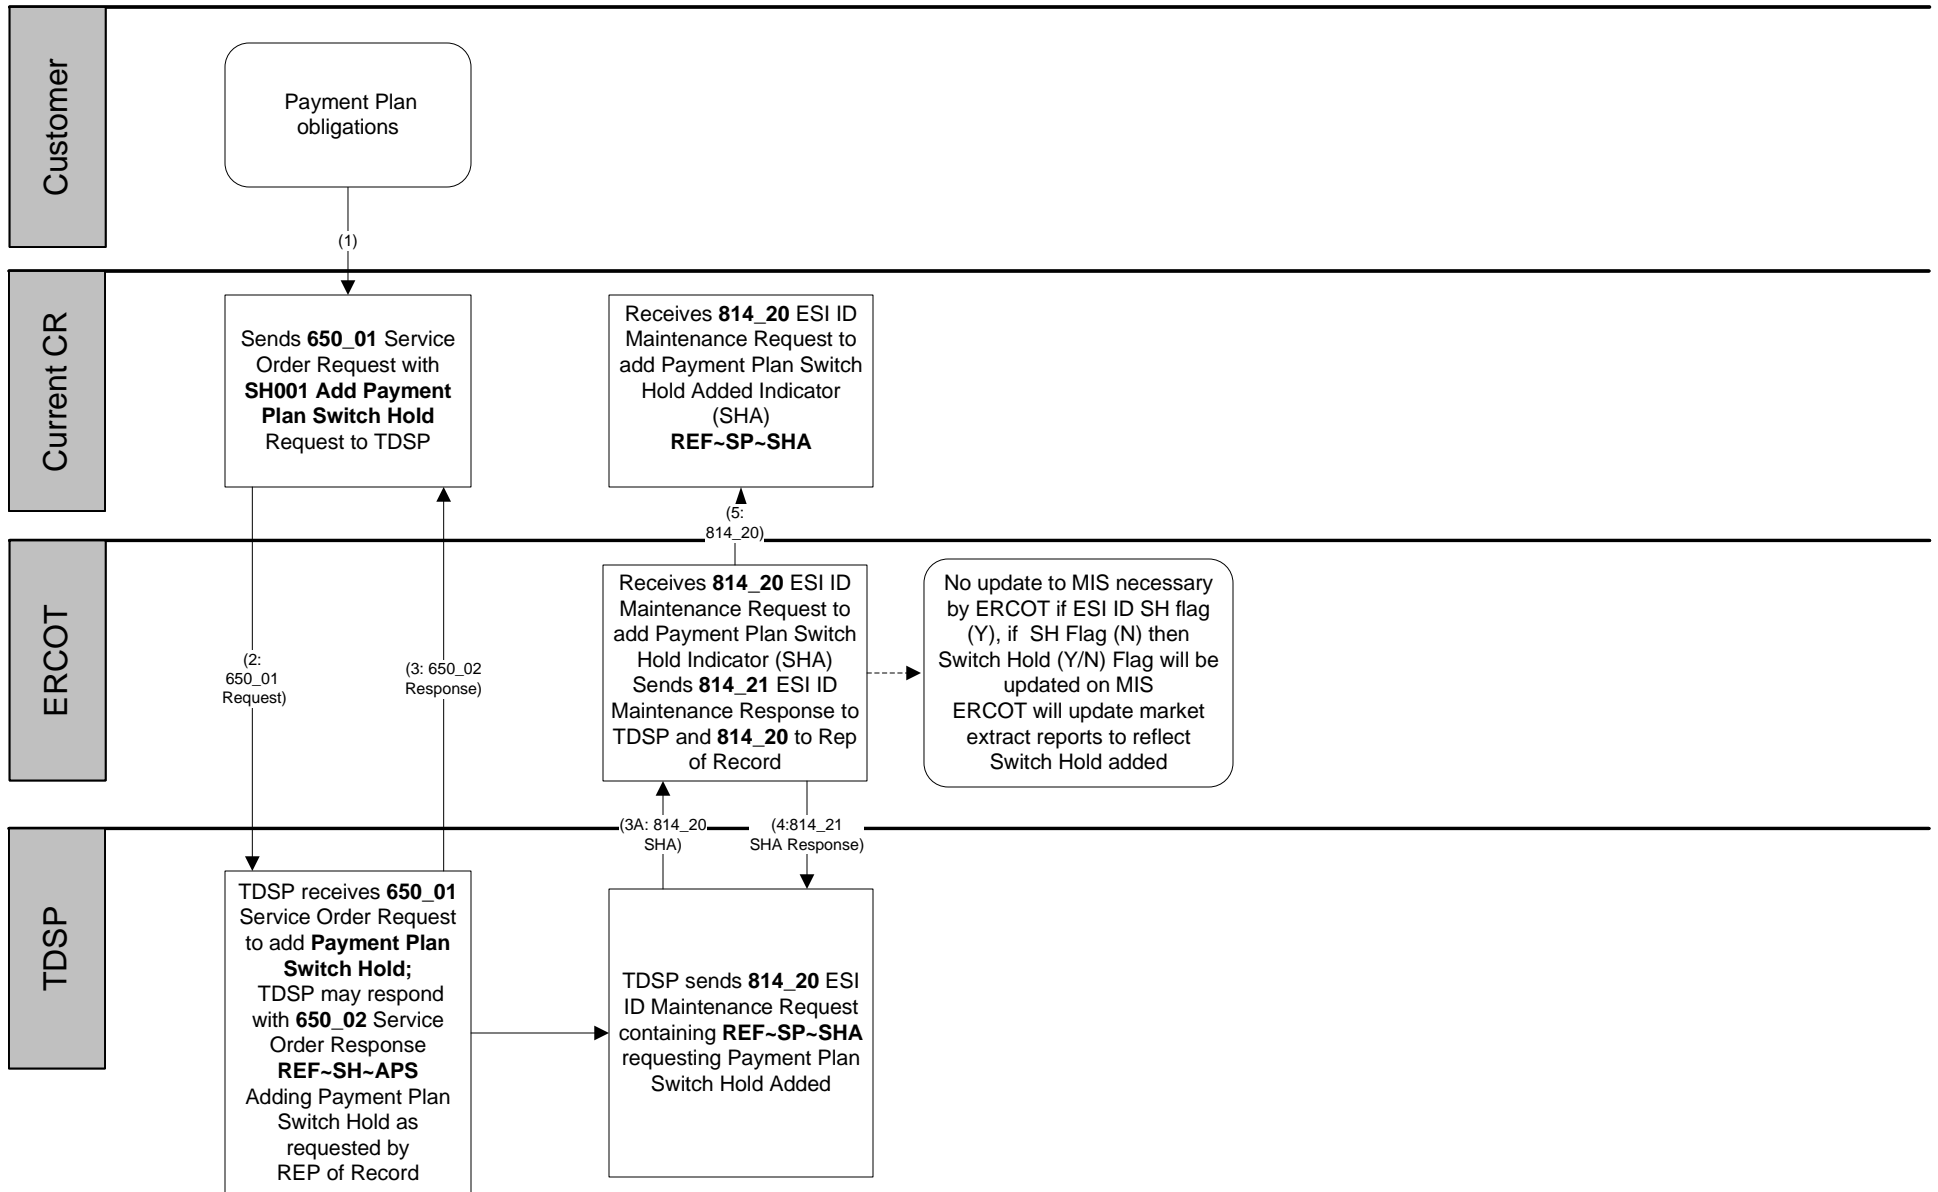 Customer
Payment Plan
obligations
(1)
Current CR
Sends 650_01 Service
Order Request with
SH001 Add Payment
Plan Switch Hold
Request to TDSP
Receives 814_20 ESI ID
Maintenance Request to
add Payment Plan Switch
Hold Added Indicator
(SHA)
REF~SP~SHA
(5:
814_20)
ERCOT
(2:
650_01
Request)
(3: 650_02
Response)
Receives 814_20 ESI ID
Maintenance Request to
add Payment Plan Switch
Hold Indicator (SHA)
Sends 814_21 ESI ID
Maintenance Response to
TDSP and 814_20 to Rep
of Record
No update to MIS necessary
by ERCOT if ESI ID SH flag
(Y), if SH Flag (N) then
Switch Hold (Y/N) Flag will be
updated on MIS
ERCOT will update market
extract reports to reflect
Switch Hold added
(3A: 814_20
SHA)
(4:814_21
SHA Response)
TDSP
TDSP receives 650_01
Service Order Request
to add Payment Plan
Switch Hold;
TDSP may respond
with 650_02 Service
Order Response
REF~SH~APS
Adding Payment Plan
Switch Hold as
requested by
REP of Record
TDSP sends 814_20 ESI
ID Maintenance Request
containing REF~SP~SHA
requesting Payment Plan
Switch Hold Added